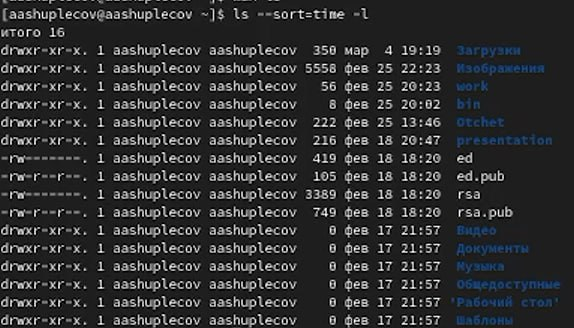 [aashuplecov@aashuplecov ~]$ ls --sort=time -l
итого 16
drwxr-xr-x. 1 aashuplecov aashuplecov 350 мар 4 19:19 Загрузки
drwxr-xr-x. 1 aashuplecov aashuplecov 5558 фев 25 22:23 Изображения
drwxr-xr-x. 1 aashuplecov aashuplecov 56 фев 25 20:23 work
drwxr-xr-x. 1 aashuplecov aashuplecov 8 фев 25 20:02 bin
drwxr-xr-x. 1 aashuplecov aashuplecov 222 фев 25 13:46 Otchet
drwxr-xr-x. 1 aashuplecov aashuplecov 216 фев 18 20:47 presentation
-rw-------. 1 aashuplecov aashuplecov 419 фев 18 18:20 ed
-rw-r--r--. 1 aashuplecov aashuplecov 105 фев 18 18:20 ed.pub
-rw-------. 1 aashuplecov aashuplecov 3389 фев 18 18:20 rsa
-rw-r--r--. 1 aashuplecov aashuplecov 749 фев 18 18:20 rsa.pub
drwxr-xr-x. 1 aashuplecov aashuplecov 0 фев 17 21:57 Видео
drwxr-xr-x. 1 aashuplecov aashuplecov 0 фев 17 21:57 Документы
drwxr-xr-x. 1 aashuplecov aashuplecov 0 фев 17 21:57 Музыка
drwxr-xr-x. 1 aashuplecov aashuplecov 0 фев 17 21:57 Общедоступные
drwxr-xr-x. 1 aashuplecov aashuplecov 0 фев 17 21:57 'Рабочий стол'
drwxr-xr-x. 1 aashuplecov aashuplecov 0 фев 17 21:57 Шаблоны